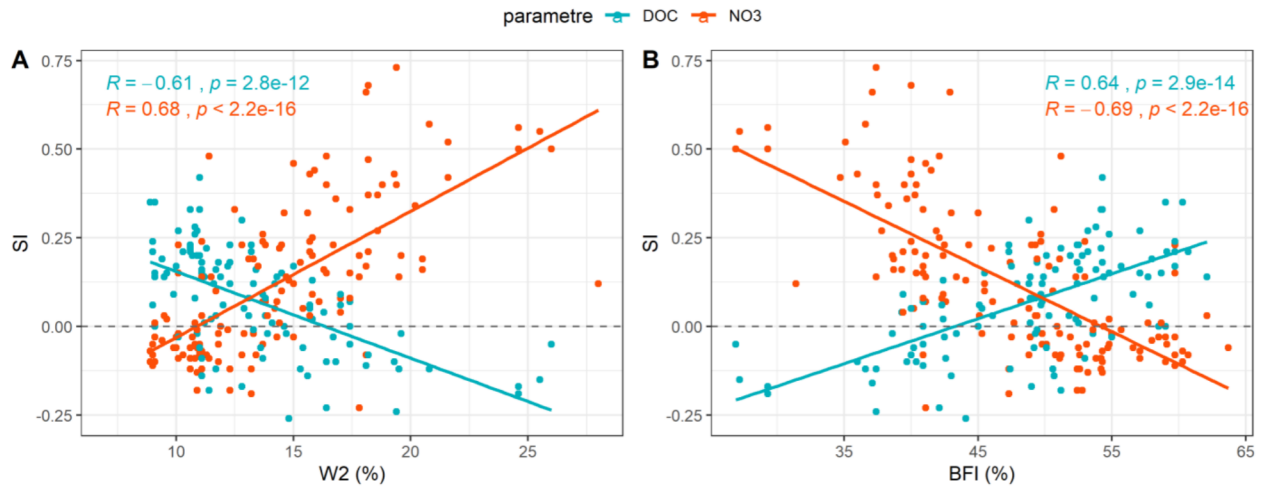 parametre a DOC a NO3
A
R = −0.61 , p = 2.8e-12
R = 0.68 , p < 2.2e-16
SI
0.75
0.50
0.25
0.00
-0.25
10 15 20 25
W2 (%)
B
R = 0.64 , p = 2.9e-14
R = −0.69 , p < 2.2e-16
SI
0.75
0.50
0.25
0.00
-0.25
35 45 55 65
BFI (%)